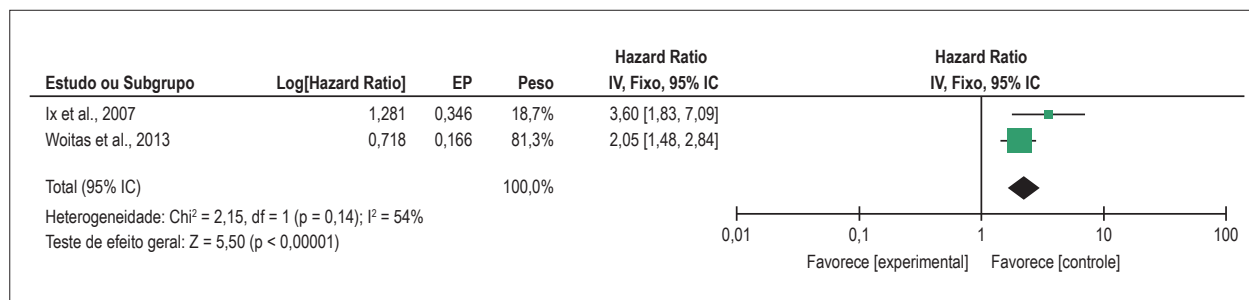 Hazard Ratio Hazard Ratio
Estudo ou Subgrupo Log[Hazard Ratio] EP Peso IV, Fixo, 95% IC IV, Fixo, 95% IC
Ix et al., 2007 1,281 0,346 18,7% 3,60 [1,83, 7,09]
Woitas et al., 2013 0,718 0,166 81,3% 2,05 [1,48, 2,84]
Total (95% IC) 100,0%
Heterogeneidade: Chi² = 2,15, df = 1 (p = 0,14); I² = 54%
Teste de efeito geral: Z = 5,50 (p < 0,00001)
0,01 0,1 1 10 100
Favorece [experimental] Favorece [controle]